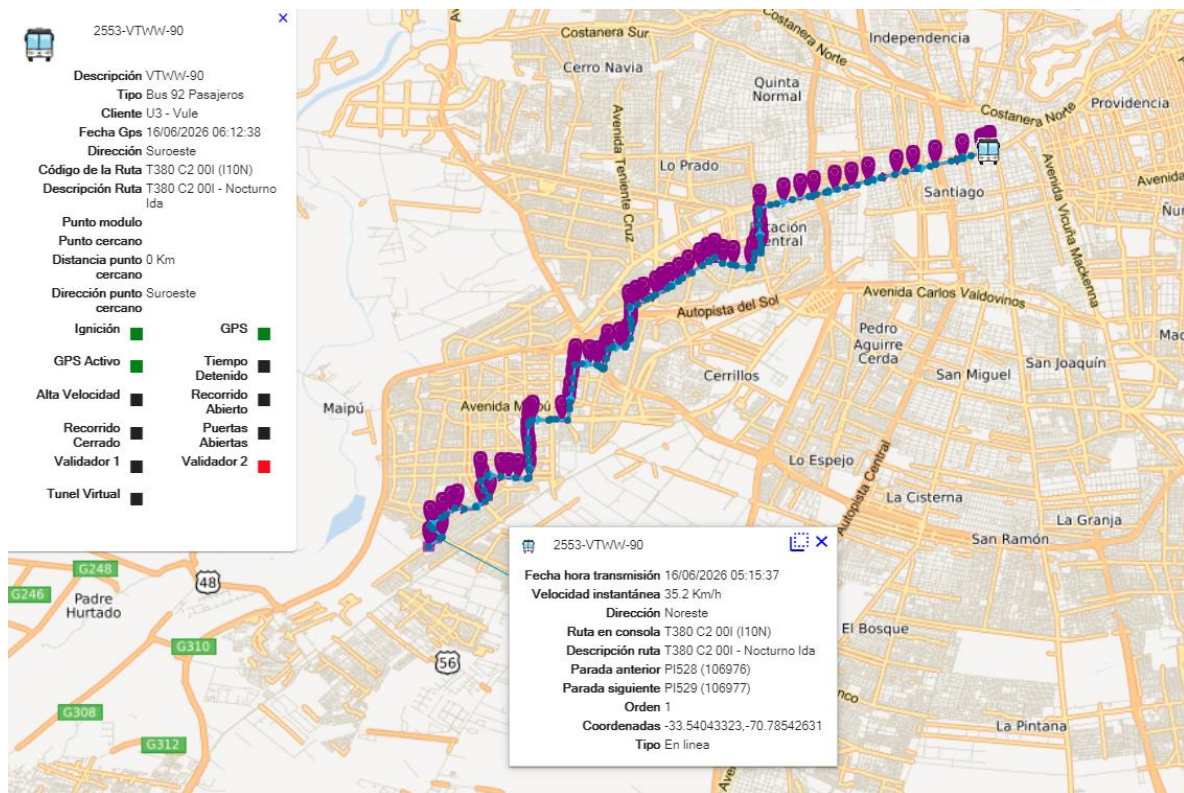 2553-VTWW-90
Descripción VTWW-90
Tipo Bus 92 Pasajeros
Cliente U3 - Vule
Fecha Gps 16/06/2026 06:12:38
Dirección Suroeste
Código de la Ruta T380 C2 00I (I10N)
Descripción Ruta T380 C2 00I - Nocturno
Ida
Punto modulo
Punto cercano
Distancia punto 0 Km
cercano
Dirección punto Suroeste
cercano
Ignición GPS
GPS Activo Tiempo
Detenido
Alta Velocidad Recorrido
Abierto
Recorrido Puertas
Cerrado Abiertas
Validador 1 Validador 2
Tunel Virtual
Costanera Sur
Independencia
Cerro Navia
Costanera Norte
Quinta
Normal
Costanera Norte
Providencia
Avenida Teniente Cruz
Lo Prado
Santiago
Avenida
Ñu
Avenida Vicuña Mackenna
Central
Autopista del Sol
Avenida Carlos Valdovinos
Pedro
Aguirre
Cerda
San Joaquín
Mac
San Miguel
Cerrillos
Maipú
Lo Espejo
Autopista Central
La Cisterna
La Granja
San Ramón
G248
48
G246
Padre
Hurtado
G310
56
G308
G312
El Bosque
La Pintana
2553-VTWW-90
Fecha hora transmisión 16/06/2026 05:15:37
Velocidad instantánea 35.2 Km/h
Dirección Noreste
Ruta en consola T380 C2 00I (I10N)
Descripción ruta T380 C2 00I - Nocturno Ida
Parada anterior PI528 (106976)
Parada siguiente PI529 (106977)
Orden 1
Coordenadas -33.54043323,-70.78542631
Tipo En linea